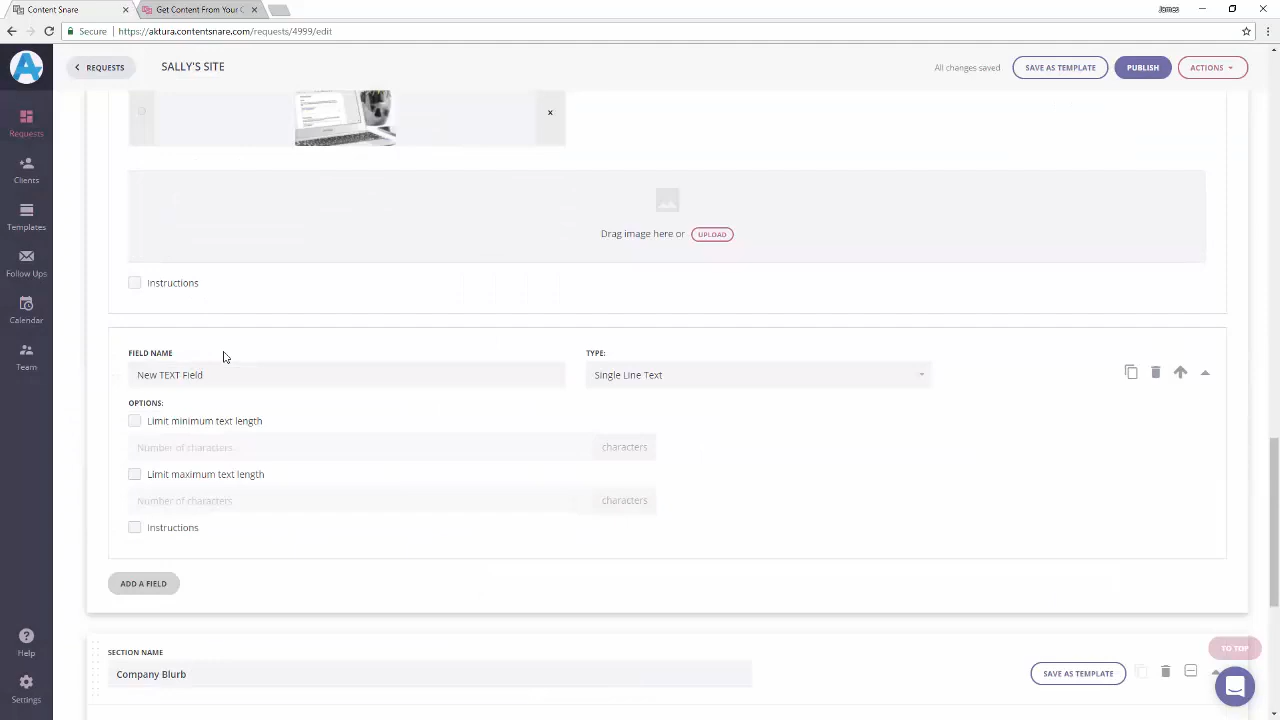 Content Snare
Get Content From Your C
James
Secure https://aktura.contentsnare.com/requests/4999/edit
REQUESTS
SALLY'S SITE
All changes saved
SAVE AS TEMPLATE
PUBLISH
ACTIONS
Requests
Clients
Templates
Follow Ups
Calendar
Team
Help
Settings
Drag image here or UPLOAD
Instructions
FIELD NAME
TYPE:
New TEXT Field
Single Line Text
OPTIONS:
Limit minimum text length
Number of characters
characters
Limit maximum text length
Number of characters
characters
Instructions
ADD A FIELD
SECTION NAME
TO TOP
Company Blurb
SAVE AS TEMPLATE